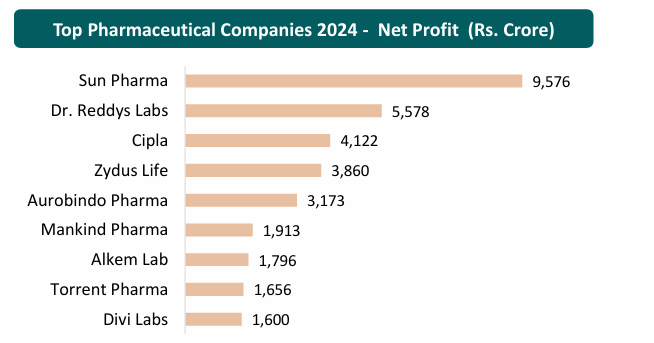 Top Pharmaceutical Companies 2024 - Net Profit (Rs. Crore)
Sun Pharma 9,576
Dr. Reddys Labs 5,578
Cipla 4,122
Zydus Life 3,860
Aurobindo Pharma 3,173
Mankind Pharma 1,913
Alkem Lab 1,796
Torrent Pharma 1,656
Divi Labs 1,600